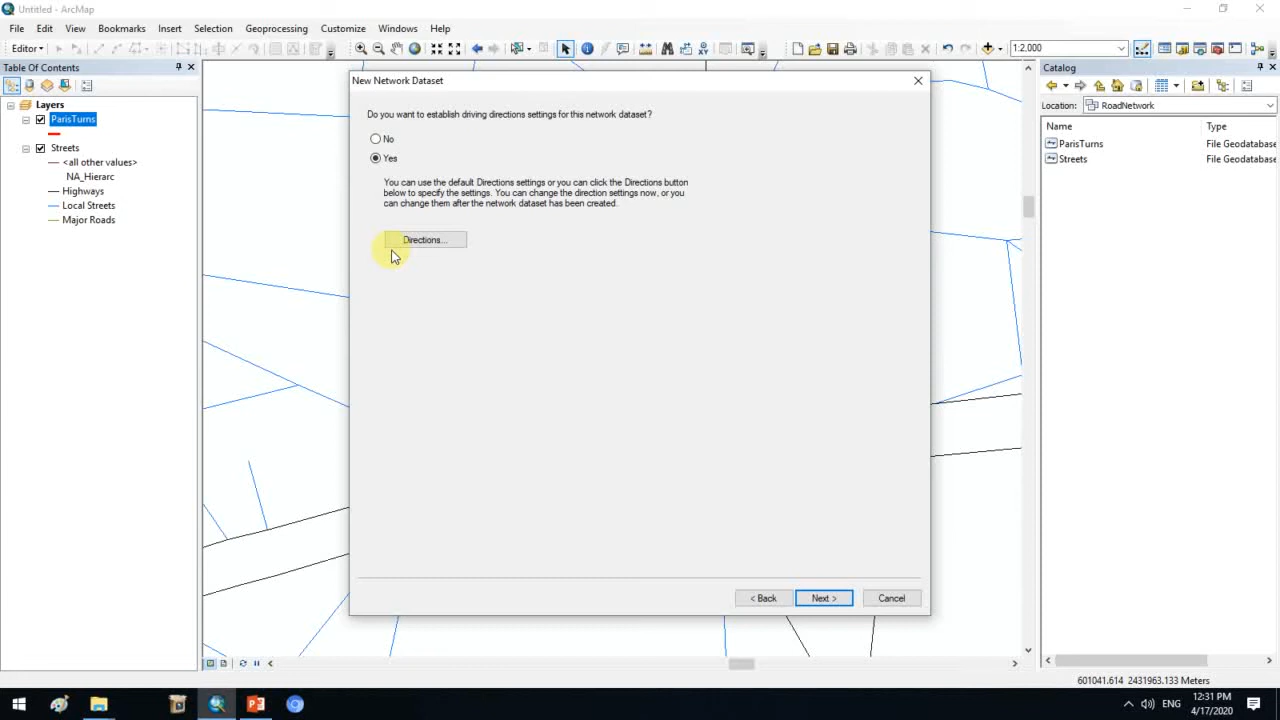 Untitled - ArcMap
File Edit View Bookmarks Insert Selection Geoprocessing Customize Windows Help
Editor
1:2,000
Table Of Contents
Layers
ParisTurns
Streets
<all other values>
NA_Hierarc
Highways
Local Streets
Major Roads
New Network Dataset
Do you want to establish driving directions settings for this network dataset?
No
Yes
You can use the default Directions settings or you can click the Directions button
below to specify the settings. You can change the direction settings now, or you
can change them after the network dataset has been created.
Directions...
< Back Next > Cancel
Catalog
Location: RoadNetwork
Name Type
ParisTurns File Geodatabase
Streets File Geodatabase
601041.614 2431963.133 Meters
ENG 12:31 PM
4/17/2020